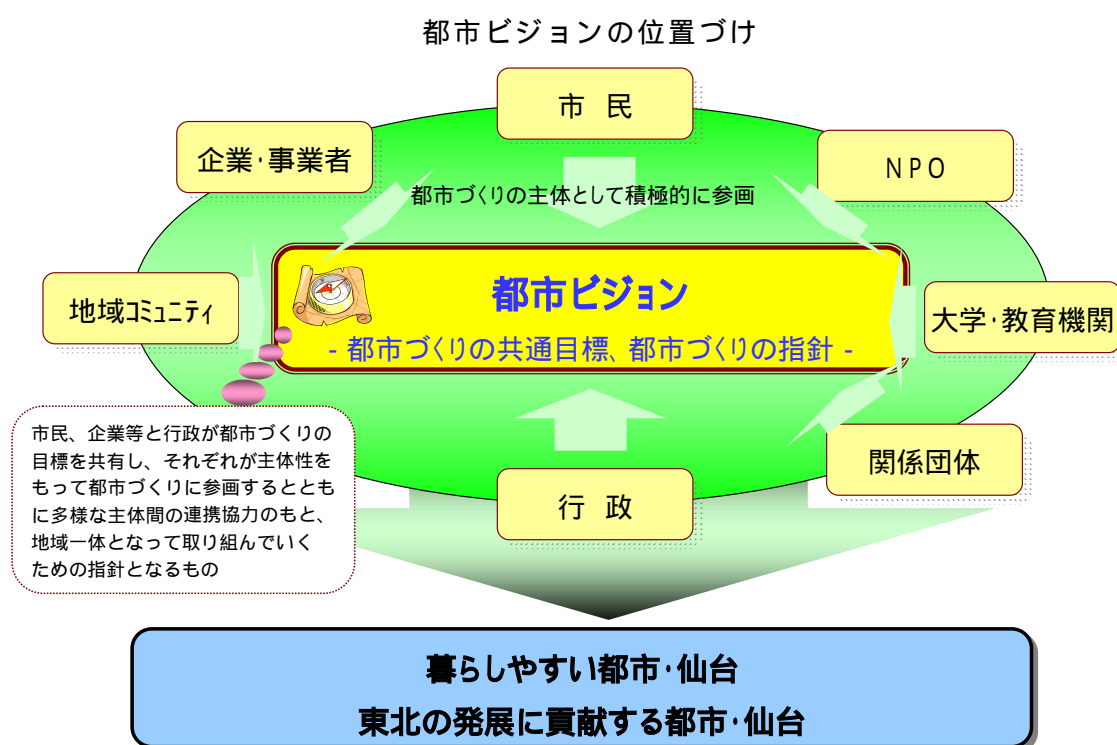 都市ビジョンの位置づけ
市 民
企業・事業者
NPO
都市づくりの主体として積極的に参画
都市ビジョン
- 都市づくりの共通目標、都市づくりの指針 -
地域コミュニティ
大学・教育機関
市民、企業等と行政が都市づくりの
目標を共有し、それぞれが主体性を
もって都市づくりに参画するととも
に多様な主体間の連携協力のもと、
地域一体となって取り組んでいく
ための指針となるもの
関係団体
行 政
暮らしやすい都市・仙台
東北の発展に貢献する都市・仙台